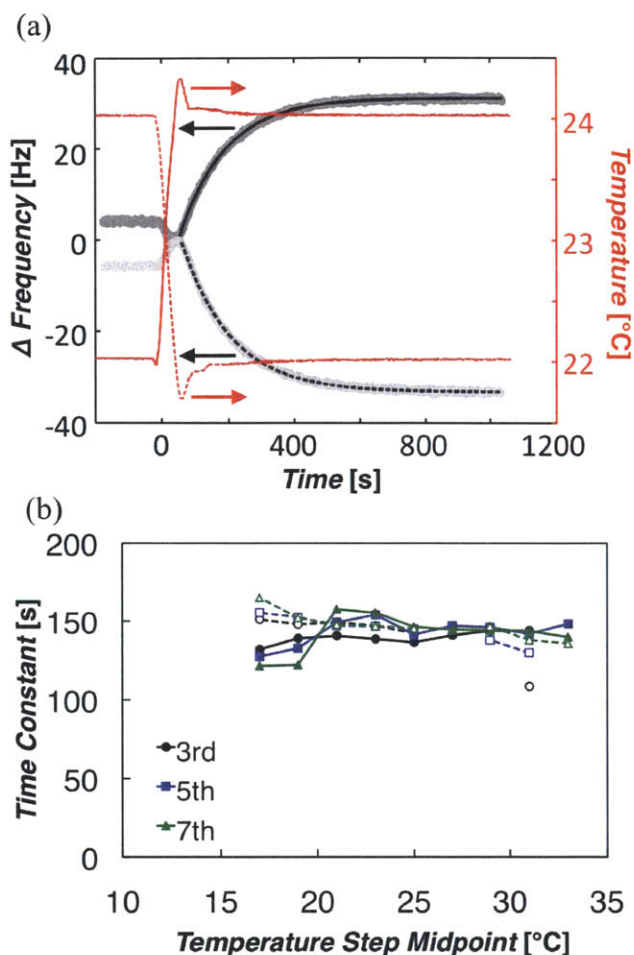 (a)
40
20
0
-20
-40
Δ Frequency [Hz]
24
23
22
Temperature [°C]
0 400 800 1200
Time [s]
(b)
200
150
100
50
0
Time Constant [s]
3rd
5th
7th
10 15 20 25 30 35
Temperature Step Midpoint [°C]